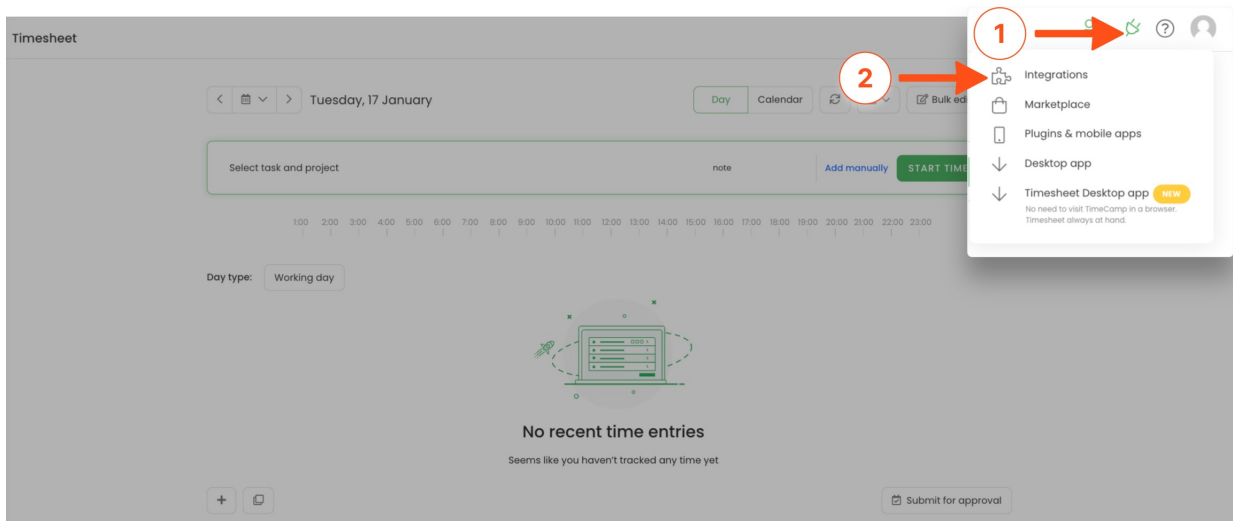 Timesheet
1
2
Integrations
Marketplace
Plugins & mobile apps
Desktop app
Timesheet Desktop app NEW
No need to visit TimeCamp in a browser.
Timesheet always at hand.
Tuesday, 17 January
Day Calendar
Bulk
Select task and project note Add manually START
1:00 2:00 3:00 4:00 5:00 6:00 7:00 8:00 9:00 10:00 11:00 12:00 13:00 14:00 15:00 16:00 17:00 18:00 19:00 20:00 21:00 22:00 23:00
Day type: Working day
No recent time entries
Seems like you haven't tracked any time yet
Submit for approval